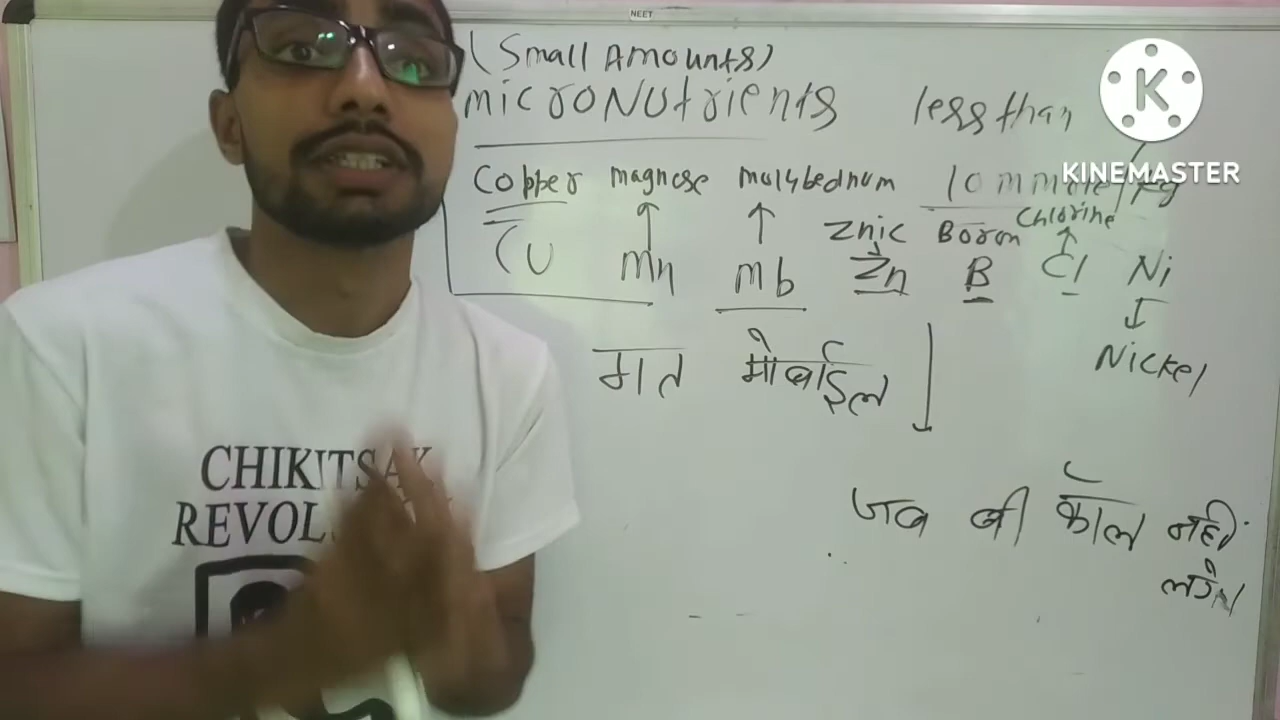 NEET
(Small Amounts)
micRONUtrients less than
Copper magnese molybednum 10 mmole/kg
Znic Boron Chlorine
Cu Mn mb Zn B Cl Ni
Nickel
मत मोबाईल
जब बी कॉल नहीं
लगे
CHIKITSAK
KINEMASTER